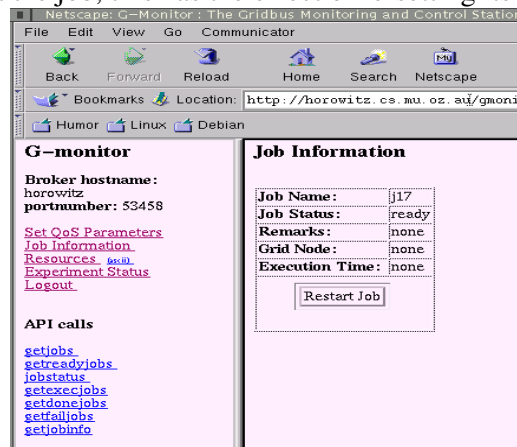 Netscape: G-Monitor : The Gridbus Monitoring and Control Station
File Edit View Go Communicator
Back Forward Reload Home Search Netscape
Bookmarks Location: http://horowitz.cs.mu.oz.au/gmoni
Humor Linux Debian
G-monitor
Broker hostname:
horowitz
portnumber: 53458
Set QoS Parameters
Job Information
Resources (ascii)
Experiment Status
Logout
API calls
getjobs
getreadyjobs
jobstatus
getexecjobs
getdonejobs
getfailjobs
getjobinfo
Job Information
Job Name: j17
Job Status: ready
Remarks: none
Grid Node: none
Execution Time: none
Restart Job